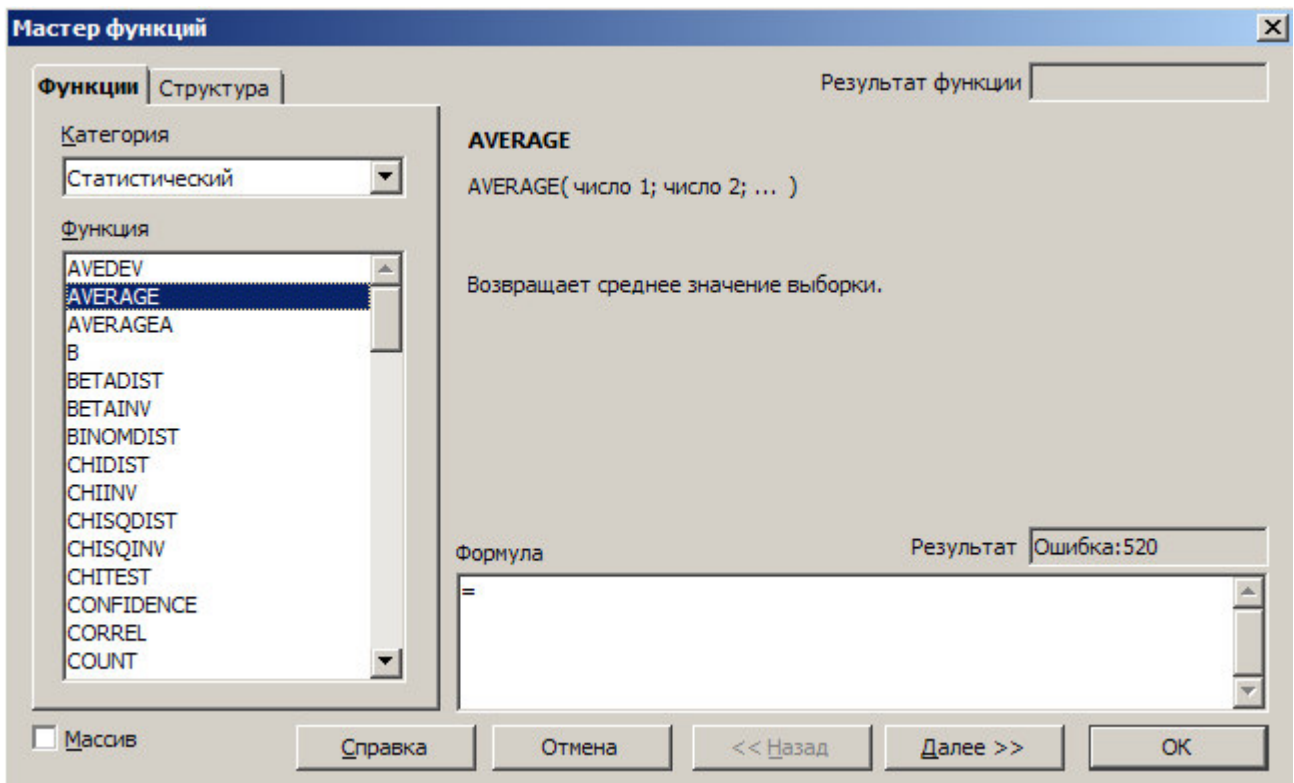 Мастер функций
Функции
Структура
Результат функции
Категория
Статистический
Функция
AVEDEV
AVERAGE
AVERAGEA
B
BETADIST
BETAINV
BINOMDIST
CHIDIST
CHIINV
CHISQDIST
CHISQINV
CHITEST
CONFIDENCE
CORREL
COUNT
AVERAGE
AVERAGE( число 1; число 2; ... )
Возвращает среднее значение выборки.
Формула
Результат
Ошибка:520
=
Массив
Справка
Отмена
<< Назад
Далее >>
OK